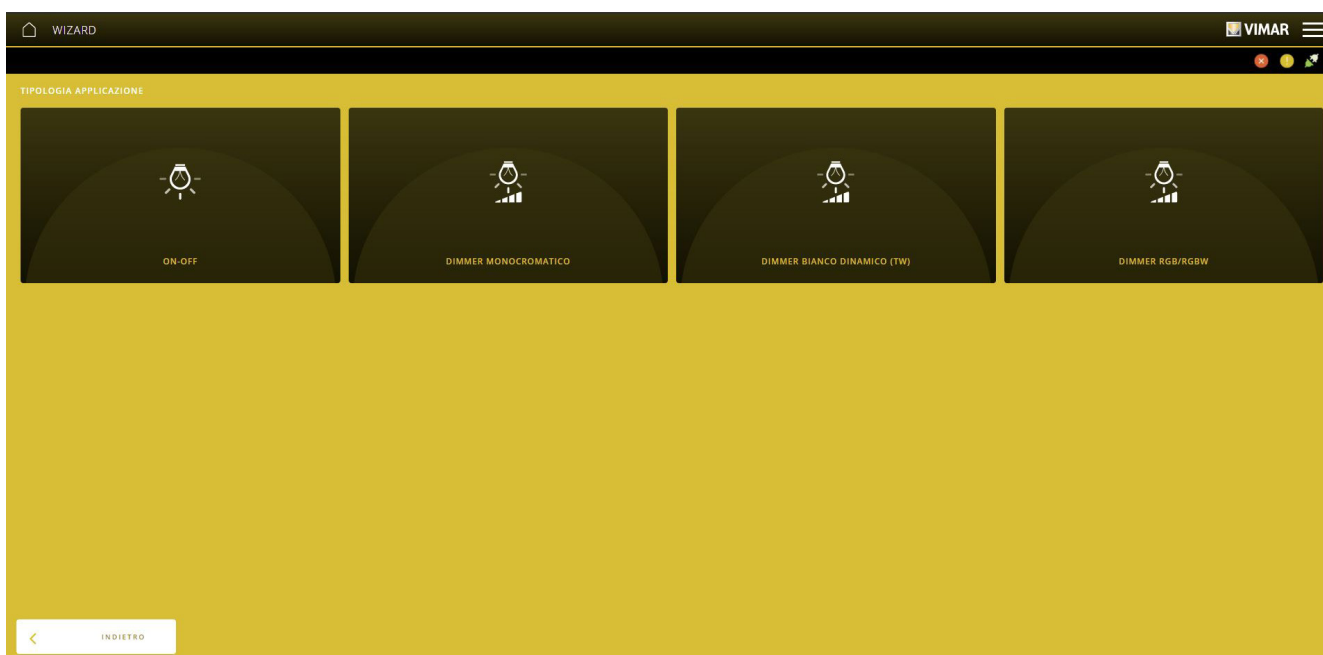 WIZARD
VIMAR
TIPOLOGIA APPLICAZIONE
ON-OFF
DIMMER MONOCROMATICO
DIMMER BIANCO DINAMICO (TW)
DIMMER RGB/RGBW
INDIETRO